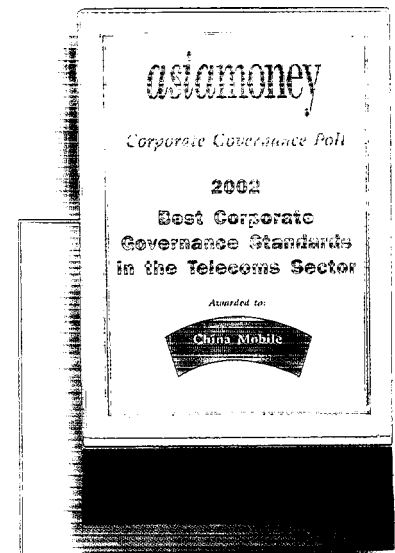 asiamoney
Corporate Governance Poll
2002
Best Corporate
Governance Standards
in the Telecoms Sector
Awarded to:
China Mobile